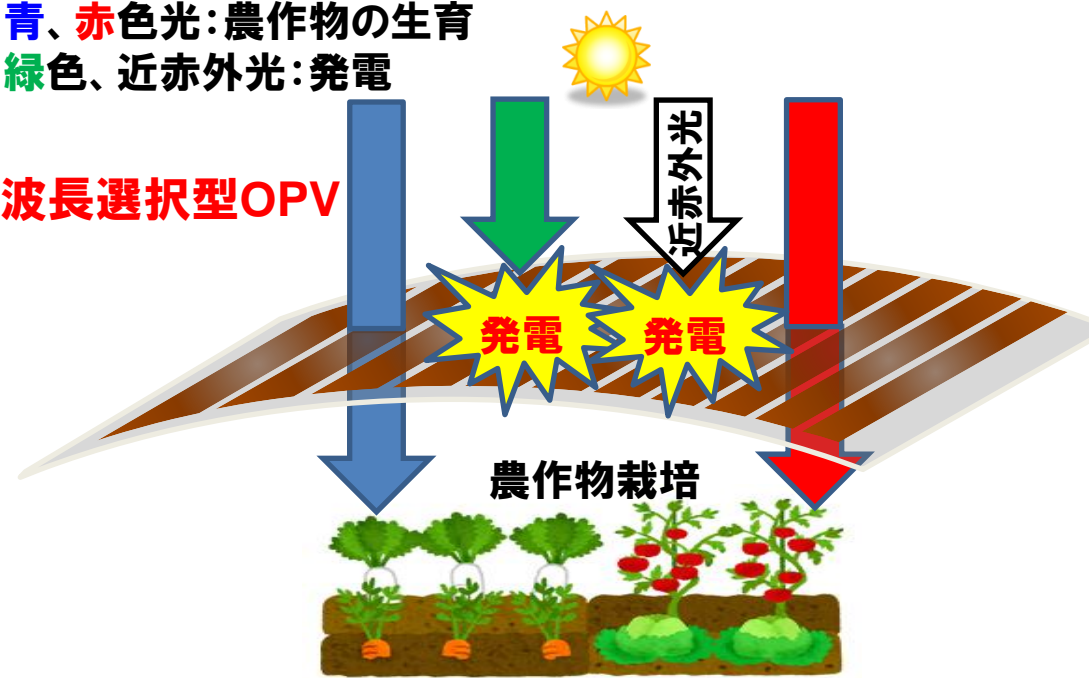 青、赤色光：農作物の生育
緑色、近赤外光：発電
波長選択型OPV
近赤外光
発電
発電
農作物栽培